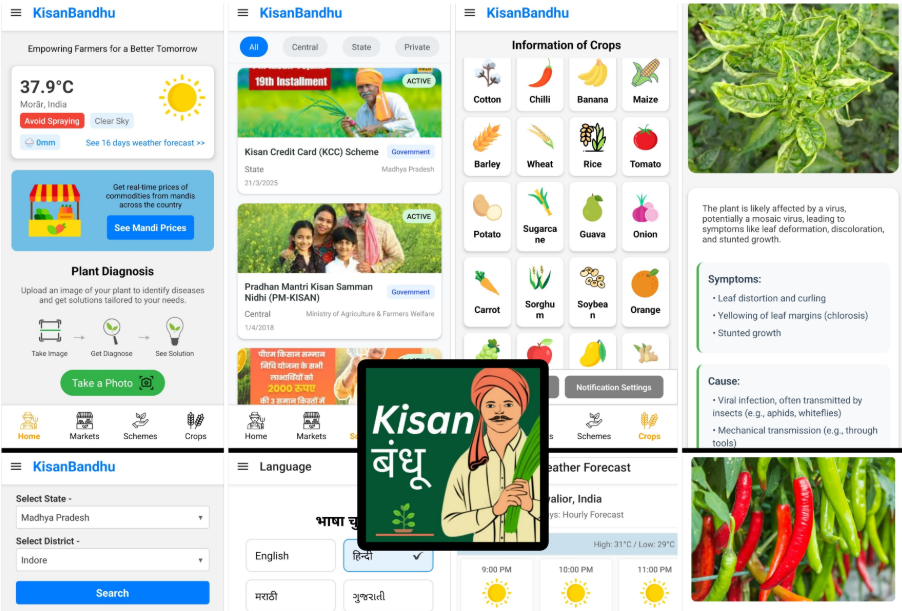 KisanBandhu
Empowring Farmers for a Better Tomorrow
37.9°C
Morār, India
Avoid Spraying
Clear Sky
0mm
See 16 days weather forecast >>
Get real-time prices of
commodities from mandis
across the country
See Mandi Prices
Plant Diagnosis
Upload an image of your plant to identify diseases
and get solutions tailored to your needs.
Take Image
Get Diagnose
See Solution
Take a Photo
Home
Markets
Schemes
Crops
KisanBandhu
All
Central
State
Private
19th Installment
ACTIVE
Kisan Credit Card (KCC) Scheme
Government
State
Madhya Pradesh
21/3/2025
ACTIVE
Pradhan Mantri Kisan Samman
Nidhi (PM-KISAN)
Government
Central
Ministry of Agriculture & Farmers Welfare
1/4/2018
पीएम किसान सम्मान
निधि योजना के सभी
लाभार्थियों को
2000 रुपए
की 3 समान किस्तों में
Home
Markets
KisanBandhu
Information of Crops
Cotton
Chilli
Banana
Maize
Barley
Wheat
Rice
Tomato
Potato
Sugarca
ne
Guava
Onion
Carrot
Sorghu
m
Soybea
n
Orange
Notification Settings
Schemes
Crops
The plant is likely affected by a virus,
potentially a mosaic virus, leading to
symptoms like leaf deformation, discoloration,
and stunted growth.
Symptoms:
• Leaf distortion and curling
• Yellowing of leaf margins (chlorosis)
• Stunted growth
Cause:
• Viral infection, often transmitted by
insects (e.g., aphids, whiteflies)
• Mechanical transmission (e.g., through
tools)
Kisan
बंधू
KisanBandhu
Select State -
Madhya Pradesh
Select District -
Indore
Search
Language
भाषा चु
English
हिन्दी
मराठी
ગુજરાતી
eather Forecast
alior, India
ays: Hourly Forecast
High: 31°C / Low: 29°C
9:00 PM
10:00 PM
11:00 PM